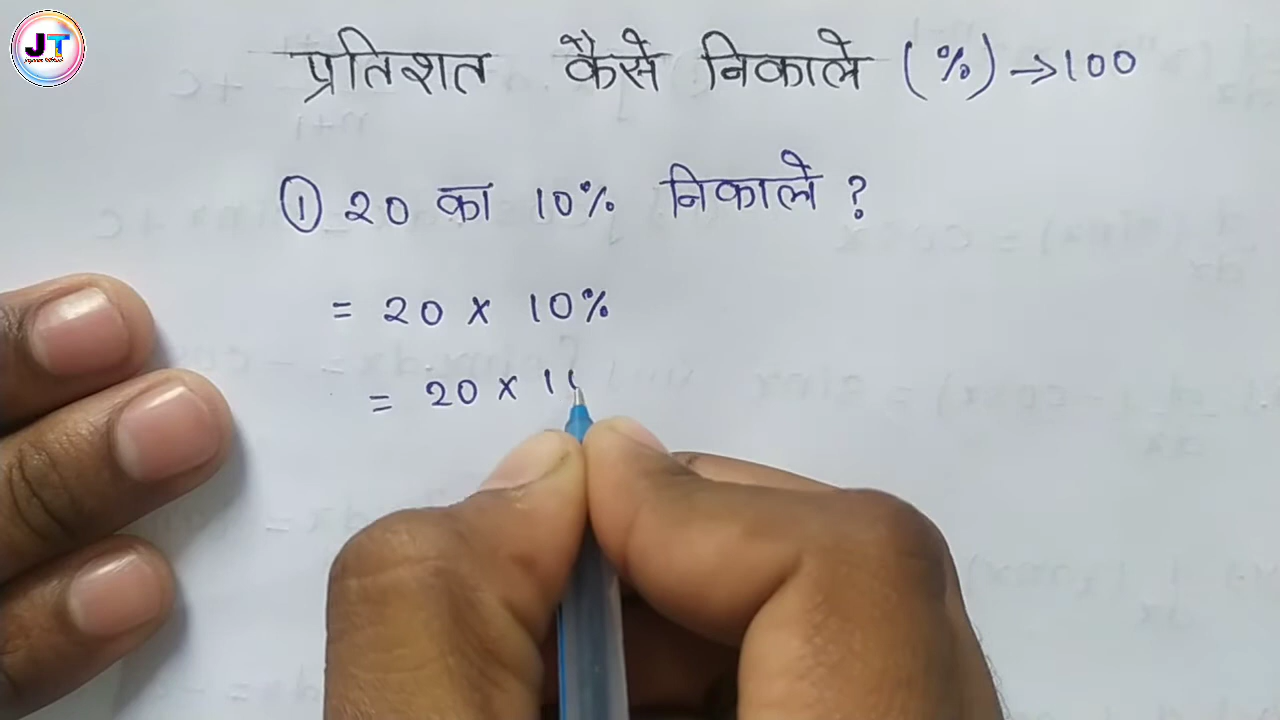 JT
प्रतिशत कैसे निकाले (%) → 100
① 20 का 10% निकाले ?
= 20 x 10%
= 20 x 1